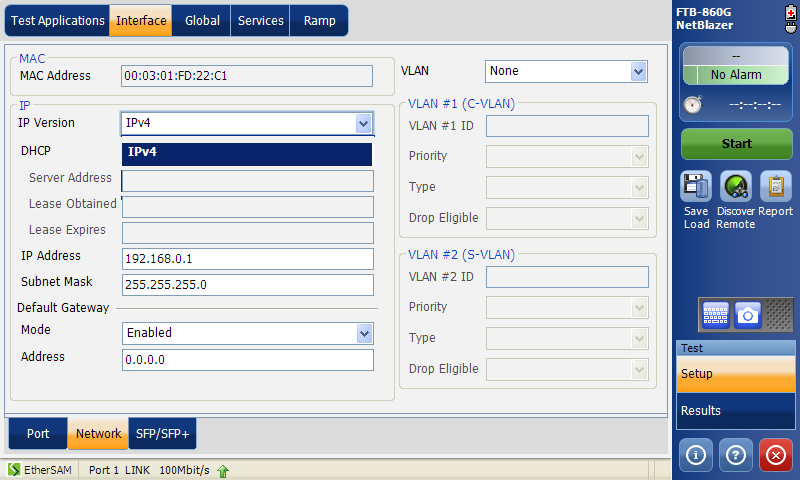 Test Applications Interface Global Services Ramp
FTB-860G
NetBlazer
MAC
MAC Address 00:03:01:FD:22:C1
VLAN None
--
No Alarm
--:--:--:--
IP
IP Version IPv4
IPv4
DHCP
Server Address
Lease Obtained
Lease Expires
IP Address 192.168.0.1
Subnet Mask 255.255.255.0
Default Gateway
Mode Enabled
Address 0.0.0.0
VLAN #1 (C-VLAN)
VLAN #1 ID
Priority
Type
Drop Eligible
VLAN #2 (S-VLAN)
VLAN #2 ID
Priority
Type
Drop Eligible
Start
Save
Load
Discover
Remote
Report
Test
Setup
Results
Port Network SFP/SFP+
EtherSAM Port 1 LINK 100Mbit/s